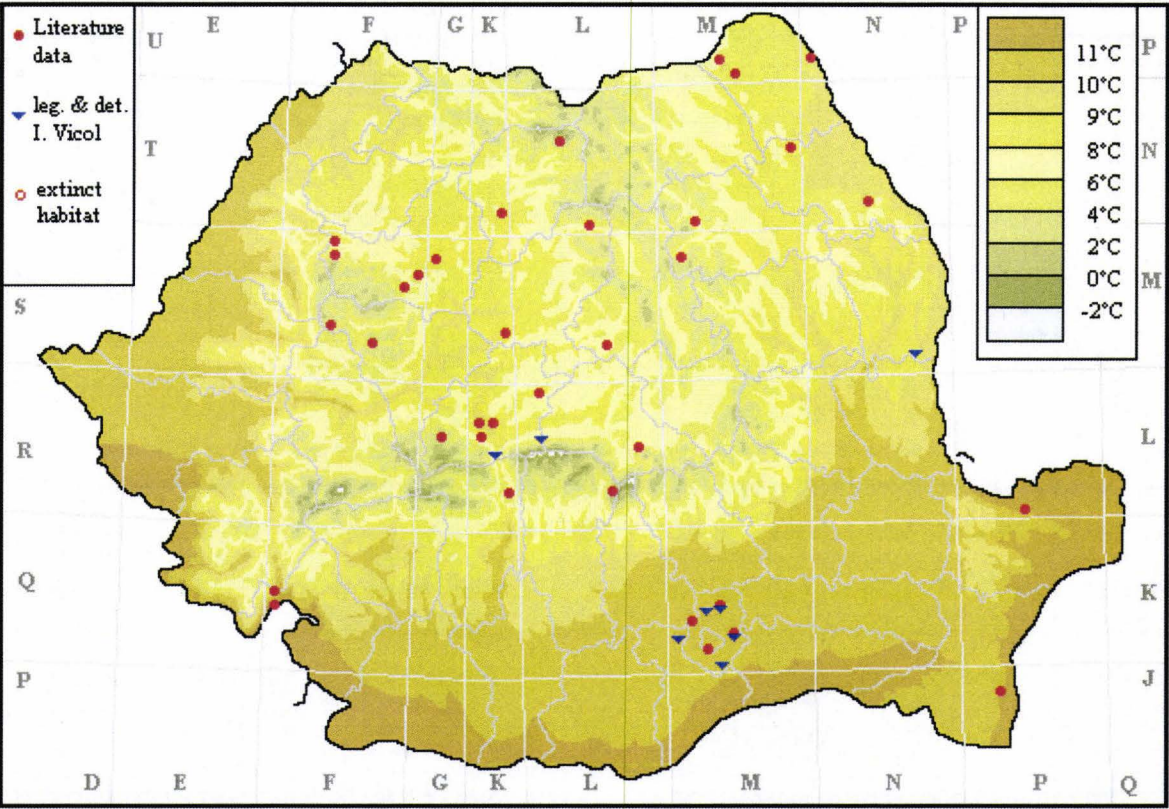 E F G K L M N P
U
T
S
R
Q
P
Literature
data
leg. & det.
I. Vicol
extinct
habitat
11°C
10°C
9°C
8°C
6°C
4°C
2°C
0°C
-2°C
P
N
M
L
K
J
D E F G K L M N P Q